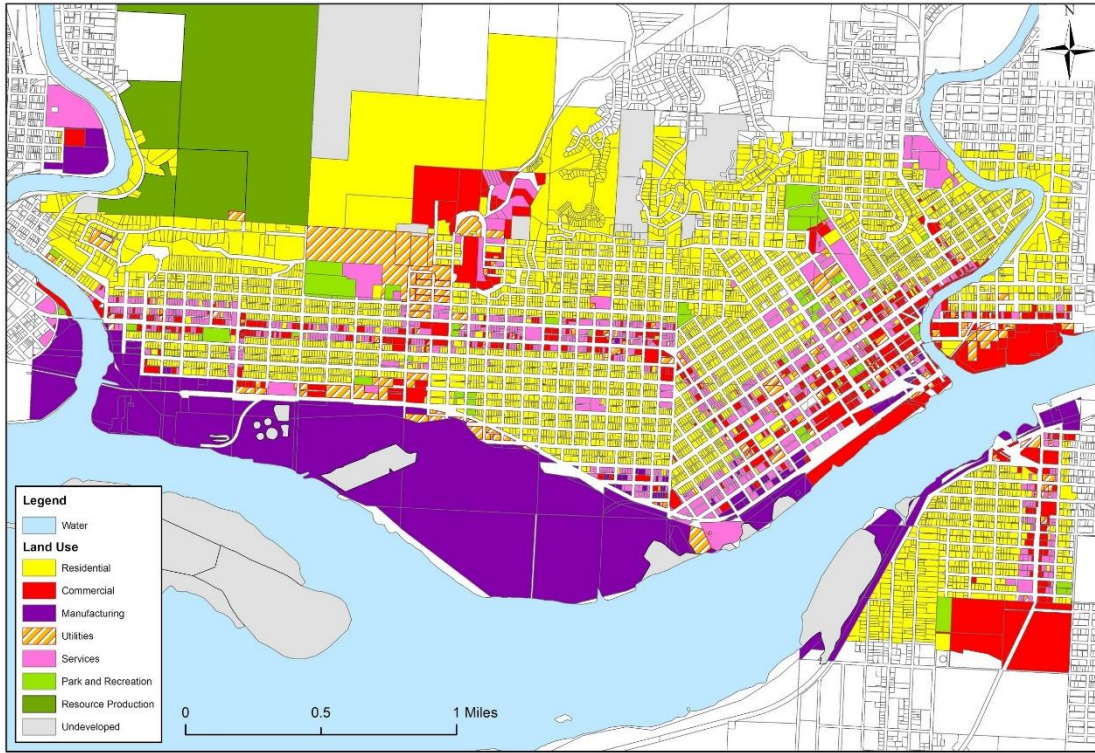 N
Legend
Water
Land Use
Residential
Commercial
Manufacturing
Utilities
Services
Park and Recreation
Resource Production
Undeveloped
0 0.5 1 Miles